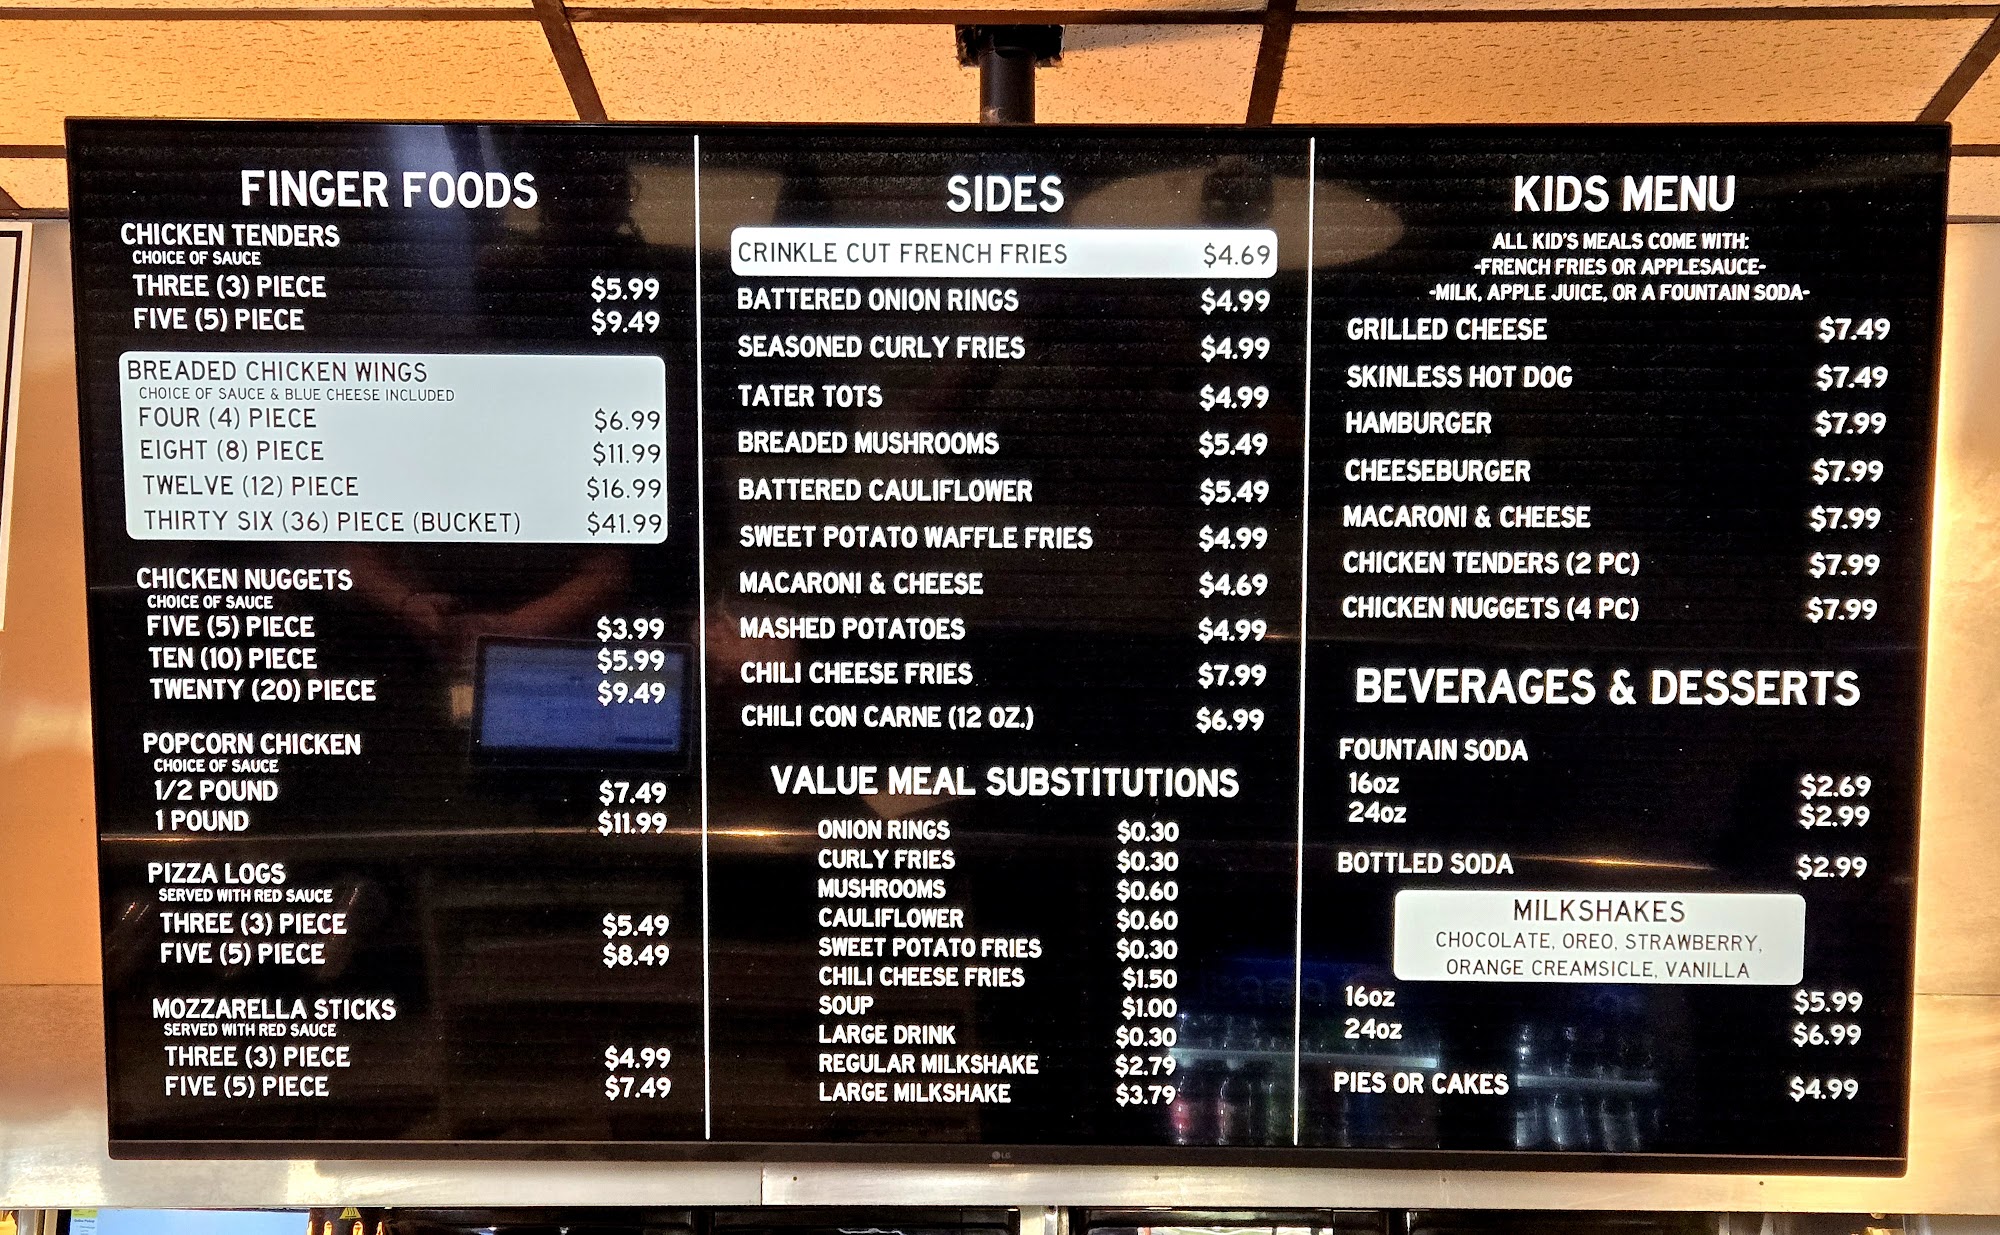 FINGER FOODS
CHICKEN TENDERS
CHOICE OF SAUCE
THREE (3) PIECE $5.99
FIVE (5) PIECE $9.49
BREADED CHICKEN WINGS
CHOICE OF SAUCE & BLUE CHEESE INCLUDED
FOUR (4) PIECE $6.99
EIGHT (8) PIECE $11.99
TWELVE (12) PIECE $16.99
THIRTY SIX (36) PIECE (BUCKET) $41.99
CHICKEN NUGGETS
CHOICE OF SAUCE
FIVE (5) PIECE $3.99
TEN (10) PIECE $5.99
TWENTY (20) PIECE $9.49
POPCORN CHICKEN
CHOICE OF SAUCE
1/2 POUND $7.49
1 POUND $11.99
PIZZA LOGS
SERVED WITH RED SAUCE
THREE (3) PIECE $5.49
FIVE (5) PIECE $8.49
MOZZARELLA STICKS
SERVED WITH RED SAUCE
THREE (3) PIECE $4.99
FIVE (5) PIECE $7.49
SIDES
CRINKLE CUT FRENCH FRIES $4.69
BATTERED ONION RINGS $4.99
SEASONED CURLY FRIES $4.99
TATER TOTS $4.99
BREADED MUSHROOMS $5.49
BATTERED CAULIFLOWER $5.49
SWEET POTATO WAFFLE FRIES $4.99
MACARONI & CHEESE $4.69
MASHED POTATOES $4.99
CHILI CHEESE FRIES $7.99
CHILI CON CARNE (12 OZ.) $6.99
VALUE MEAL SUBSTITUTIONS
ONION RINGS $0.30
CURLY FRIES $0.30
MUSHROOMS $0.60
CAULIFLOWER $0.60
SWEET POTATO FRIES $0.30
CHILI CHEESE FRIES $1.50
SOUP $1.00
LARGE DRINK $0.30
REGULAR MILKSHAKE $2.79
LARGE MILKSHAKE $3.79
KIDS MENU
ALL KID'S MEALS COME WITH:
-FRENCH FRIES OR APPLESAUCE-
-MILK, APPLE JUICE, OR A FOUNTAIN SODA-
GRILLED CHEESE $7.49
SKINLESS HOT DOG $7.49
HAMBURGER $7.99
CHEESEBURGER $7.99
MACARONI & CHEESE $7.99
CHICKEN TENDERS (2 PC) $7.99
CHICKEN NUGGETS (4 PC) $7.99
BEVERAGES & DESSERTS
FOUNTAIN SODA
16oz $2.69
24oz $2.99
BOTTLED SODA $2.99
MILKSHAKES
CHOCOLATE, OREO, STRAWBERRY,
ORANGE CREAMSICLE, VANILLA
16oz $5.99
24oz $6.99
PIES OR CAKES $4.99
LG